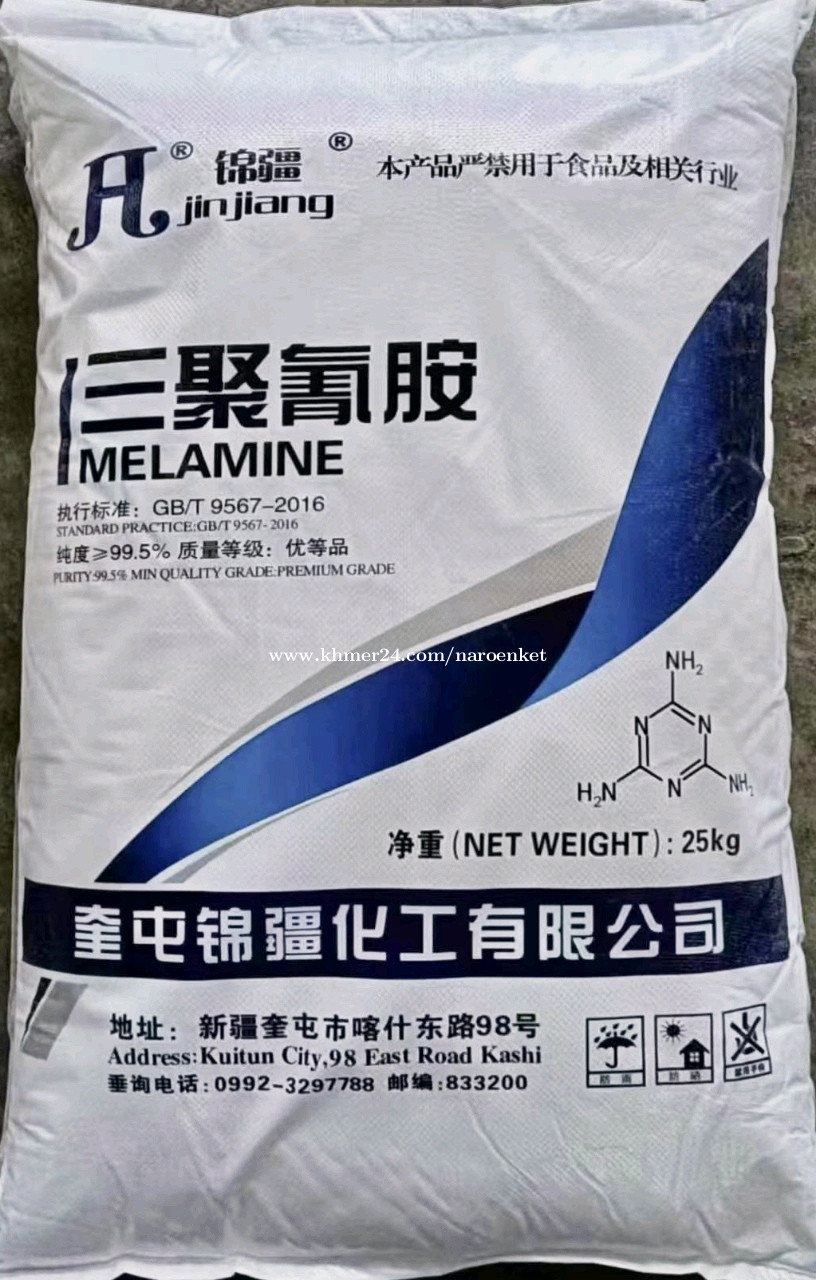 锦疆® ®
jinjiang
本产品严禁用于食品及相关行业
三聚氰胺
MELAMINE
执行标准：GB/T 9567-2016
STANDARD PRACTICE:GB/T 9567-2016
纯度≥99.5% 质量等级：优等品
PURITY:99.5% MIN QUALITY GRADE:PREMIUM GRADE
www.khmer24.com/naroenket
NH₂
N N
H₂N N NH₂
净重(NET WEIGHT):25kg
奎屯锦疆化工有限公司
地址：新疆奎屯市喀什东路98号
Address:Kuitun City,98 East Road Kashi
垂询电话:0992-3297788 邮编:833200
防雨 防晒